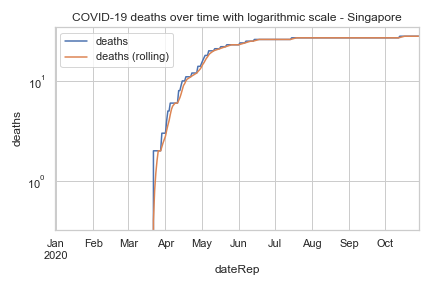 COVID-19 deaths over time with logarithmic scale - Singapore
deaths
deaths (rolling)
10¹
10⁰
deaths
Jan Feb Mar Apr May Jun Jul Aug Sep Oct
2020
dateRep